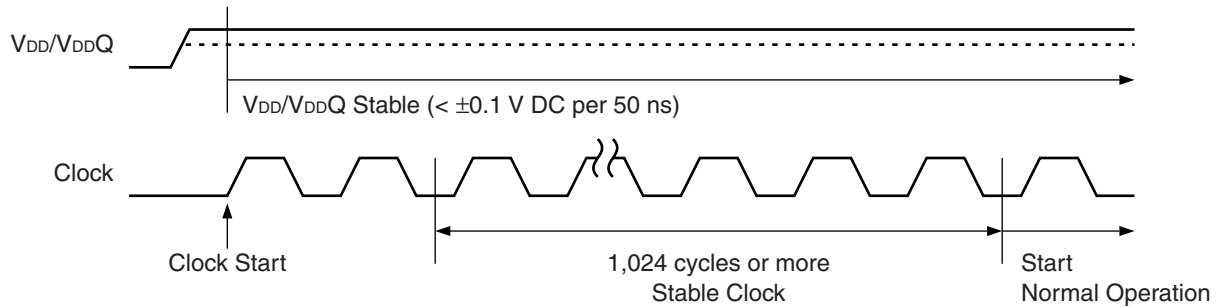 VDD/VDDQ
VDD/VDDQ Stable (< ±0.1 V DC per 50 ns)
Clock
Clock Start
1,024 cycles or more
Stable Clock
Start
Normal Operation